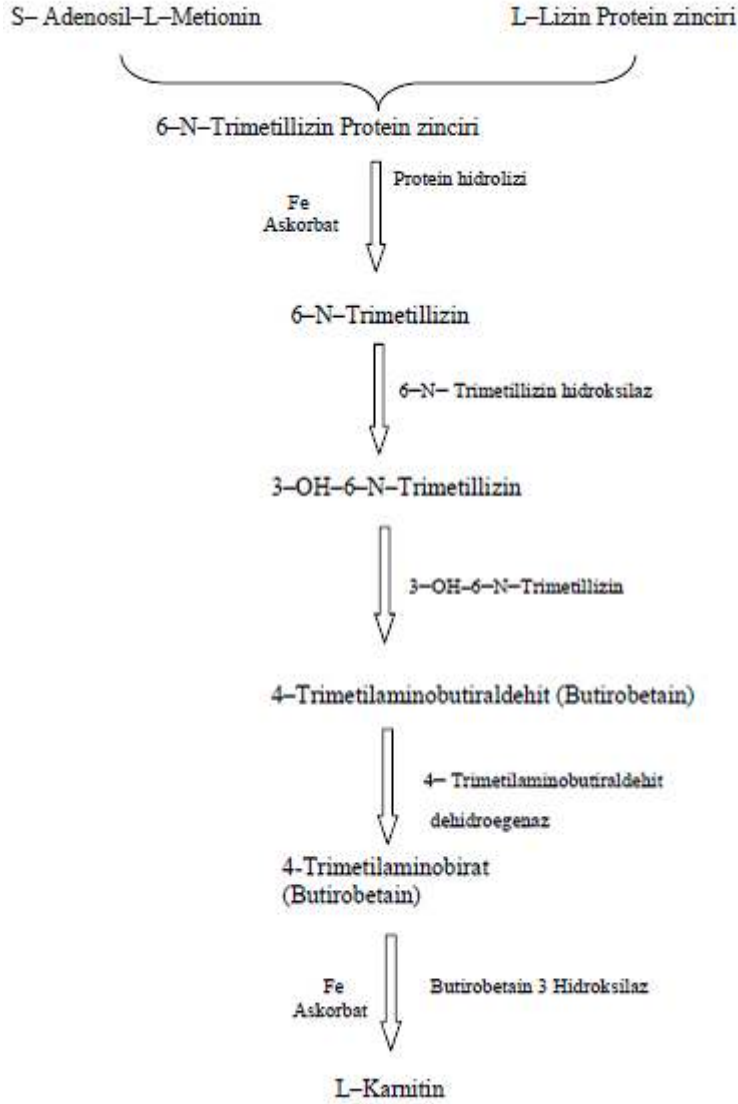 S– Adenosil–L–Metionin L–Lizin Protein zinciri
6–N–Trimetillizin Protein zinciri
Protein hidrolizi
Fe
Askorbat
6–N–Trimetillizin
6–N– Trimetillizin hidroksilaz
3–OH–6–N–Trimetillizin
3–OH–6–N–Trimetillizin
4–Trimetilaminobutiraldehit (Butirobetain)
4– Trimetilaminobutiraldehit
dehidroegenaz
4-Trimetilaminobirat
(Butirobetain)
Fe
Askorbat
Butirobetain 3 Hidroksilaz
L–Karnitin